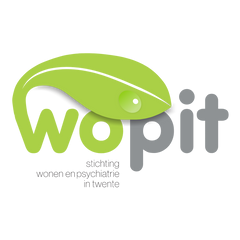 wopit
stichting
wonen en psychiatrie
in twente